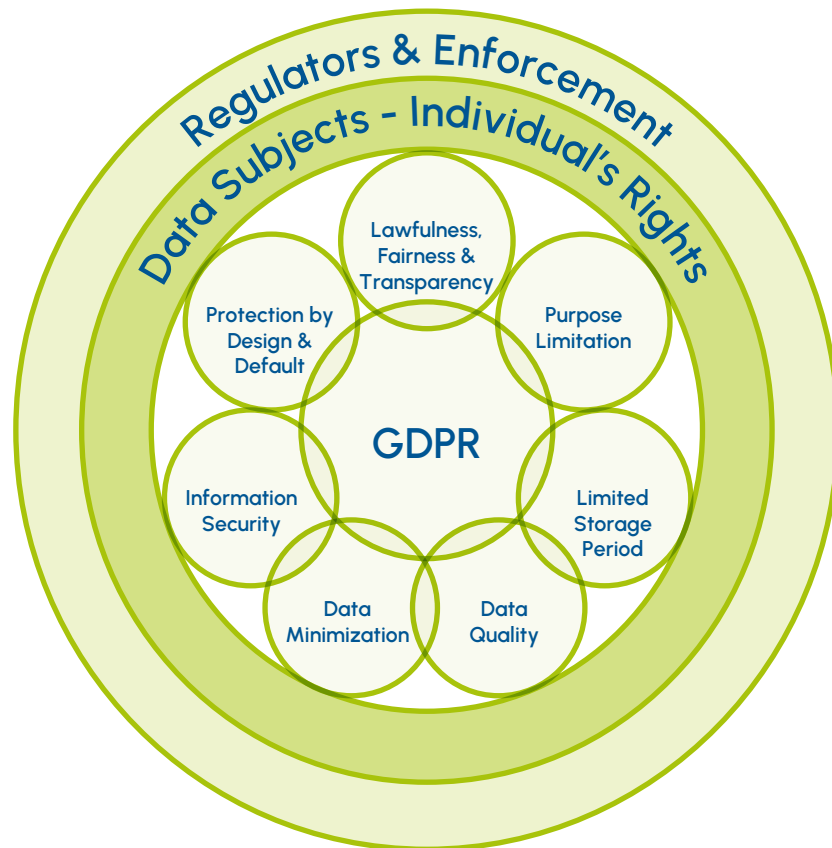 Regulators & Enforcement
Data Subjects - Individual's Rights
Lawfulness,
Fairness &
Transparency
Protection by
Design &
Default
Purpose
Limitation
GDPR
Information
Security
Limited
Storage
Period
Data
Minimization
Data
Quality